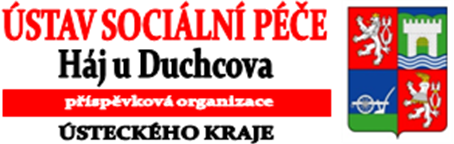 ÚSTAV SOCIÁLNÍ PÉČE
Háj u Duchcova
příspěvková organizace
ÚSTECKÉHO KRAJE